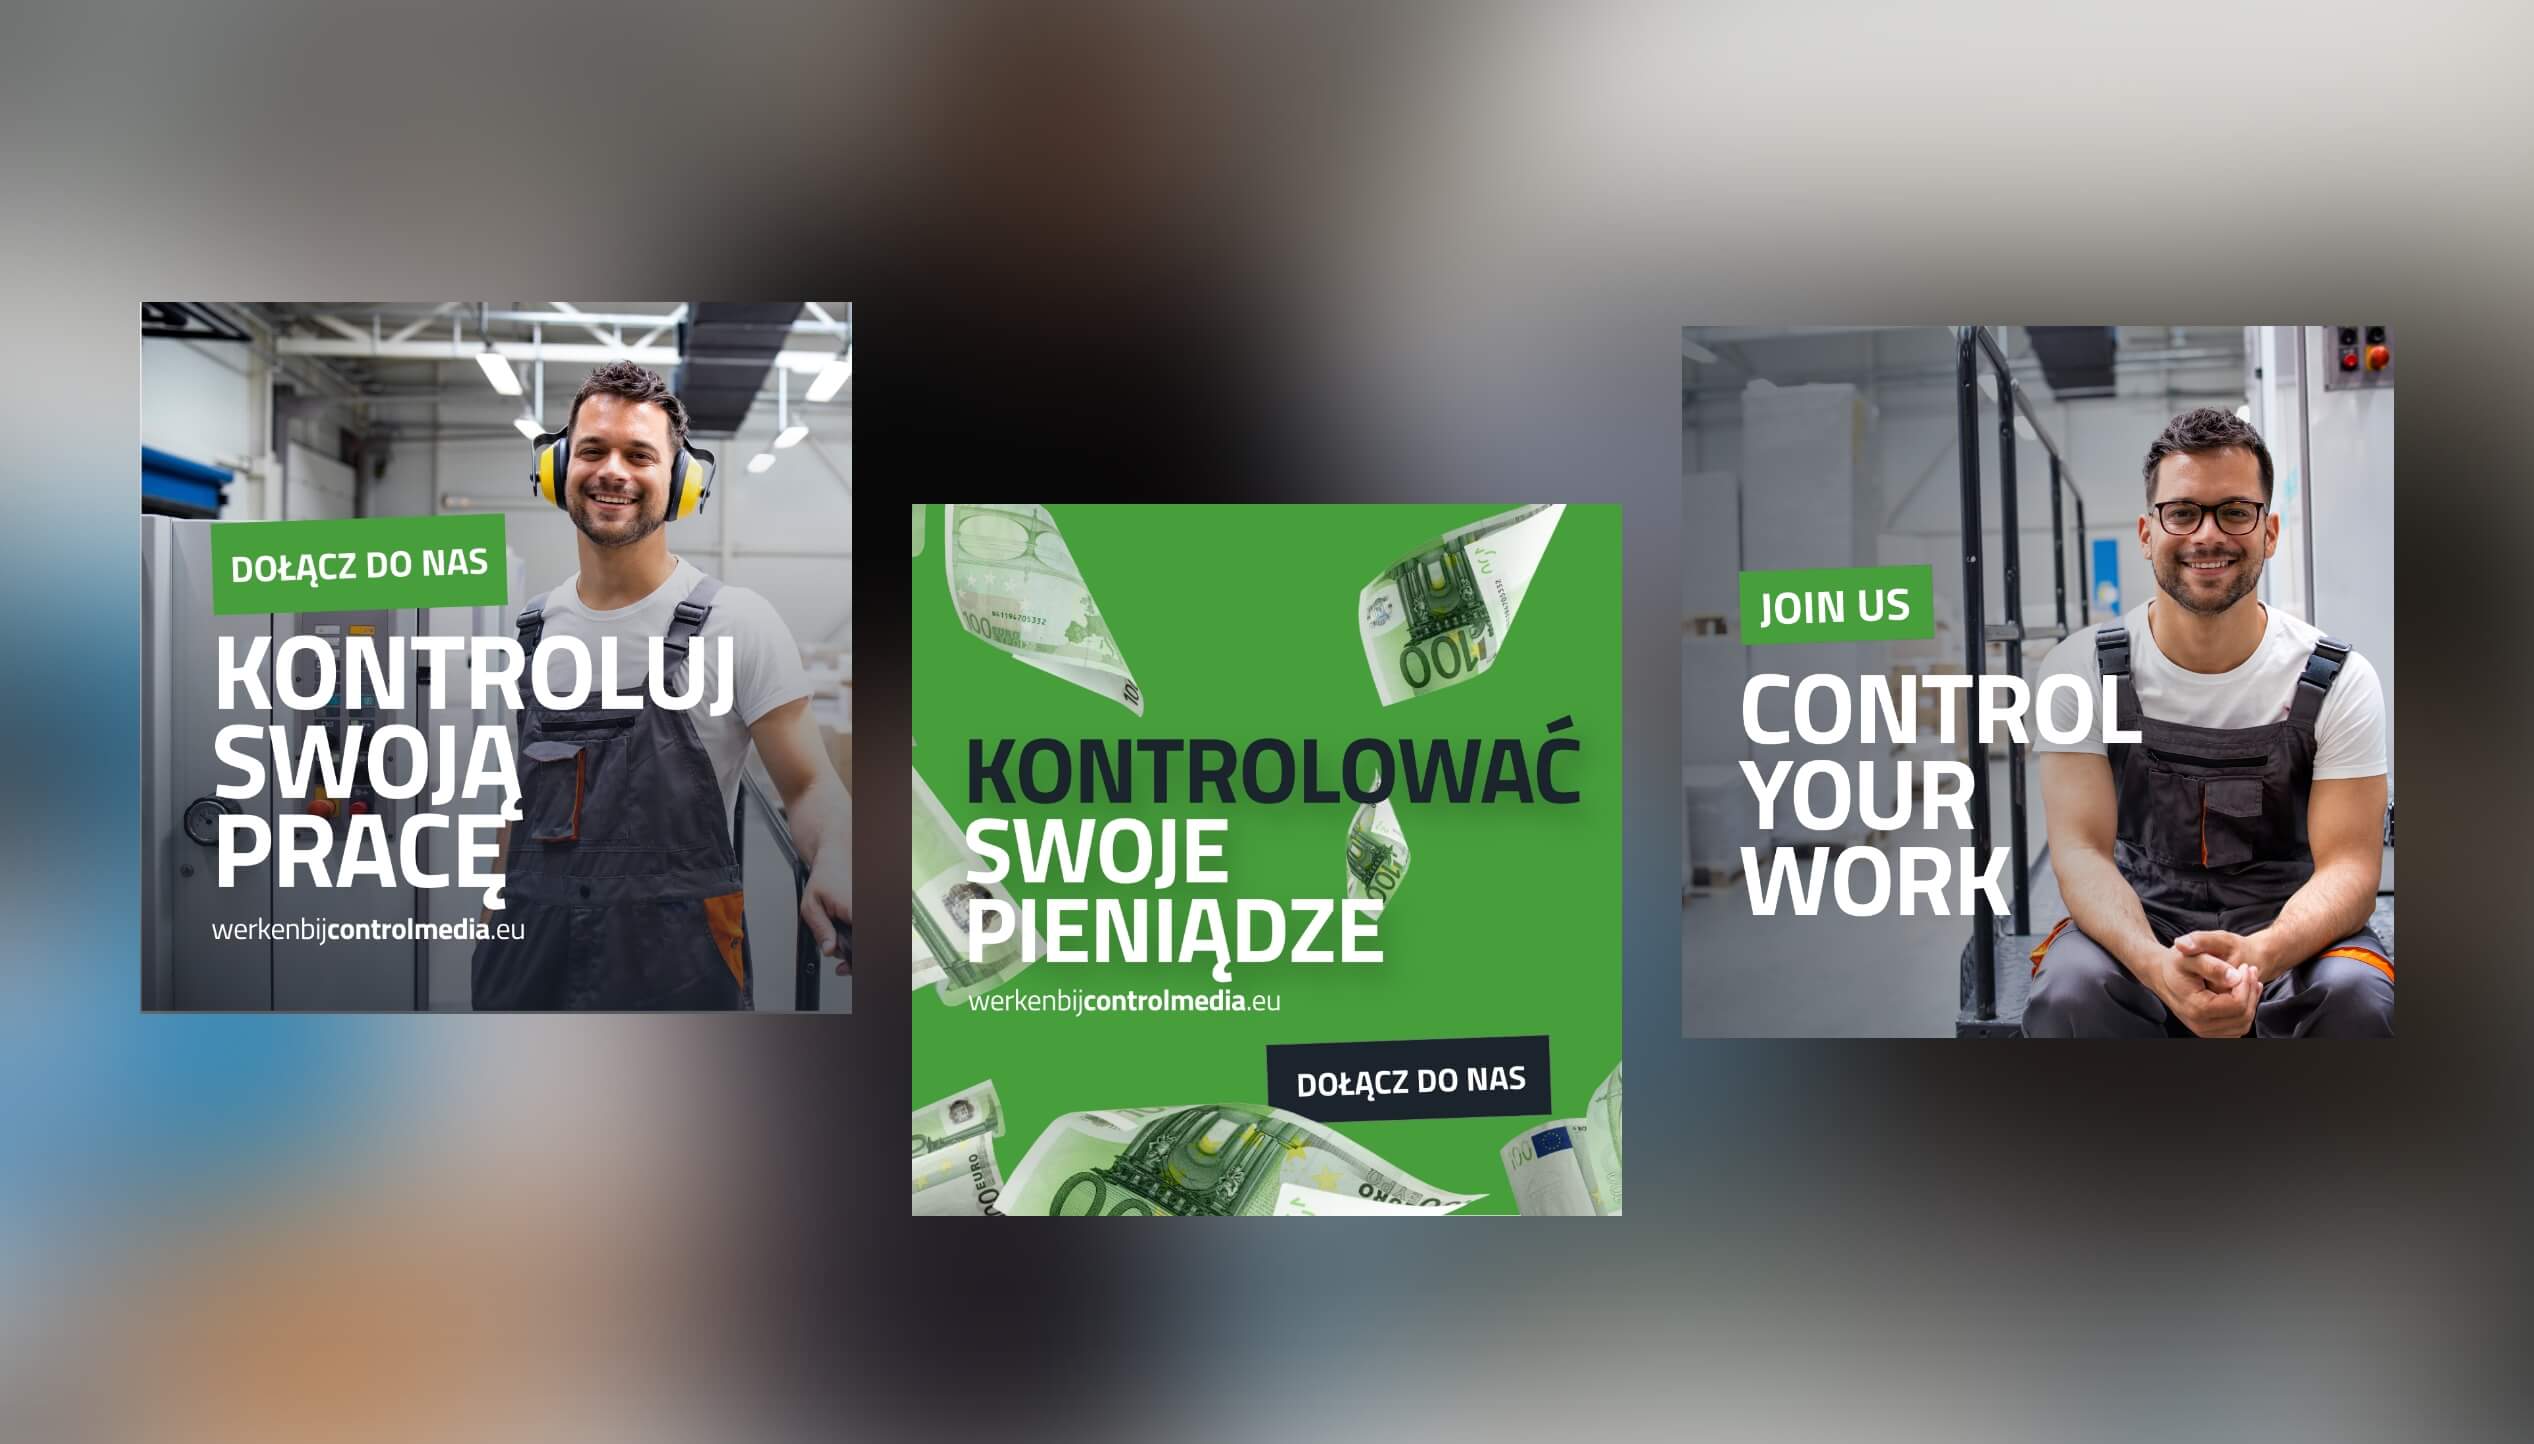 DOŁĄCZ DO NAS
KONTROLUJ
SWOJĄ
PRACĘ
werkenbijcontrolmedia.eu
KONTROLOWAĆ
SWOJE
PIENIĄDZE
werkenbijcontrolmedia.eu
DOŁĄCZ DO NAS
JOIN US
CONTROL
YOUR
WORK